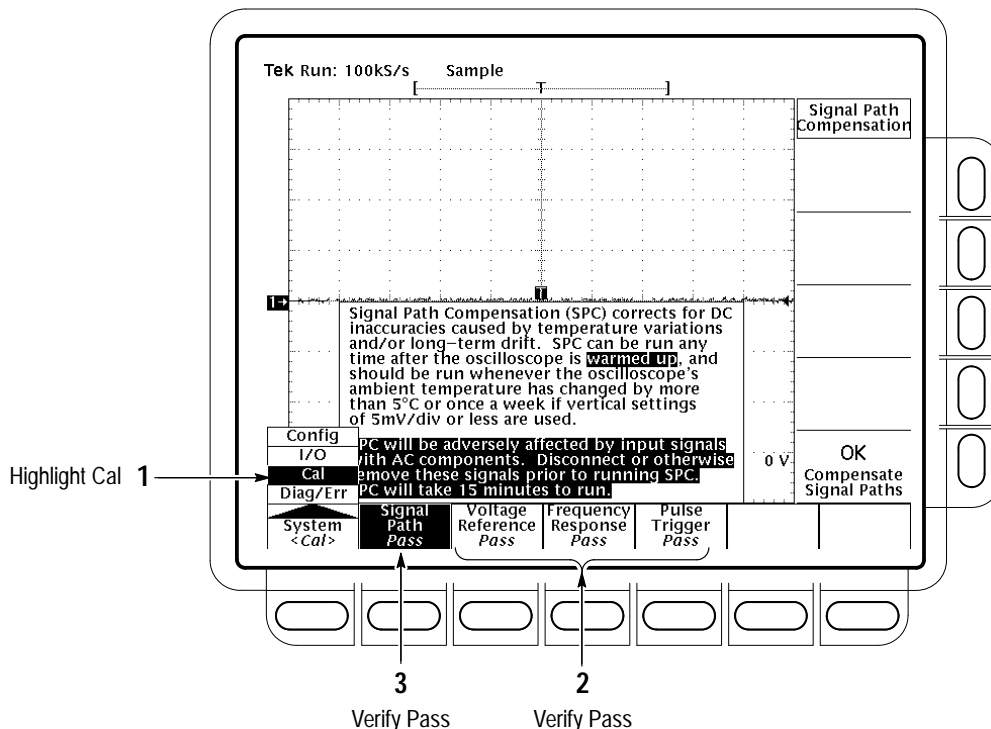 Tek Run: 100kS/s Sample
[ T ]
Signal Path
Compensation
T
1→
Signal Path Compensation (SPC) corrects for DC
inaccuracies caused by temperature variations
and/or long-term drift. SPC can be run any
time after the oscilloscope is warmed up, and
should be run whenever the oscilloscope's
ambient temperature has changed by more
than 5°C or once a week if vertical settings
of 5mV/div or less are used.
PC will be adversely affected by input signals
with AC components. Disconnect or otherwise
emove these signals prior to running SPC.
PC will take 15 minutes to run.
0 V
OK
Compensate
Signal Paths
Config
I/O
Cal
Diag/Err
Highlight Cal 1
System
<Cal>
Signal
Path
Pass
Voltage
Reference
Pass
Frequency
Response
Pass
Pulse
Trigger
Pass
3
Verify Pass
2
Verify Pass